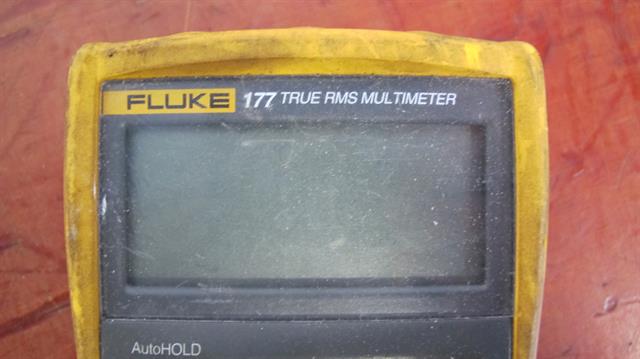 FLUKE 177 TRUE RMS MULTIMETER
AutoHOLD